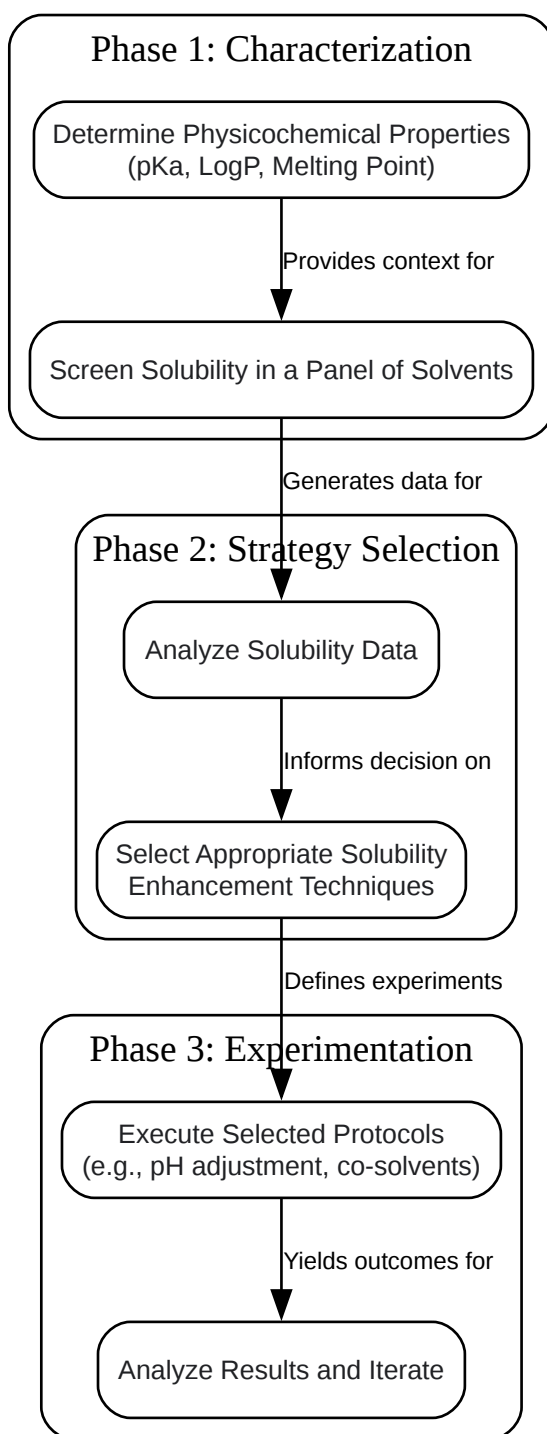 Phase 1: Characterization
Determine Physicochemical Properties
(pKa, LogP, Melting Point)
Provides context for
Screen Solubility in a Panel of Solvents
Generates data for
Phase 2: Strategy Selection
Analyze Solubility Data
Informs decision on
Select Appropriate Solubility
Enhancement Techniques
Defines experiments
Phase 3: Experimentation
Execute Selected Protocols
(e.g., pH adjustment, co-solvents)
Yields outcomes for
Analyze Results and Iterate